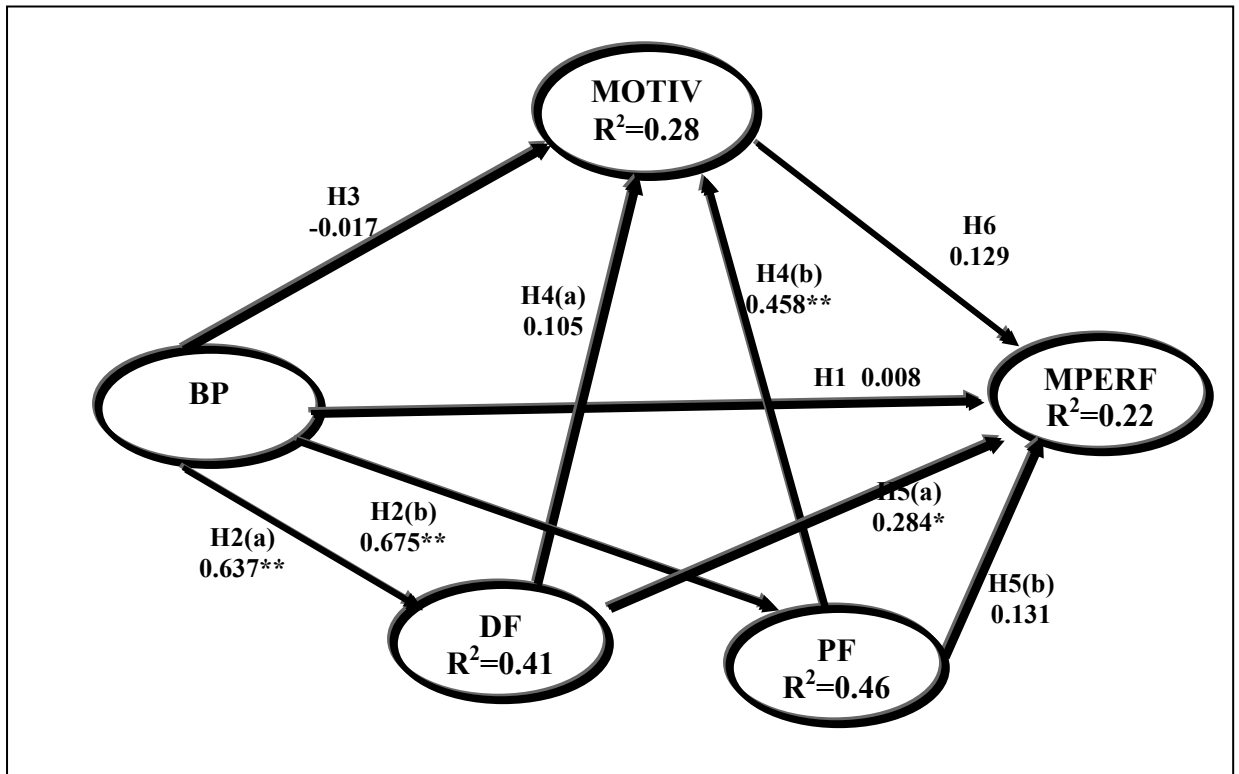 MOTIV
R²=0.28
H3
-0.017
H6
0.129
H4(a)
0.105
H4(b)
0.458**
BP
H1 0.008
MPERF
R²=0.22
H2(a)
0.637**
H2(b)
0.675**
H5(a)
0.284*
H5(b)
0.131
DF
R²=0.41
PF
R²=0.46